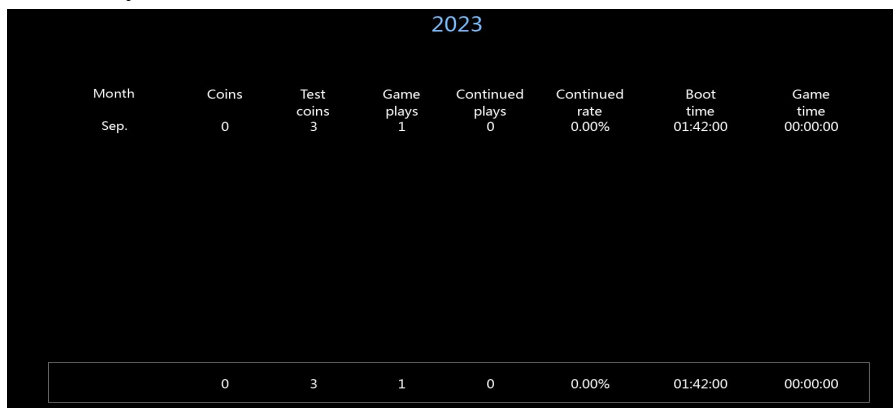 2023
Month Coins Test coins Game plays Continued plays Continued rate Boot time Game time
Sep. 0 3 1 0 0.00% 01:42:00 00:00:00
0 3 1 0 0.00% 01:42:00 00:00:00